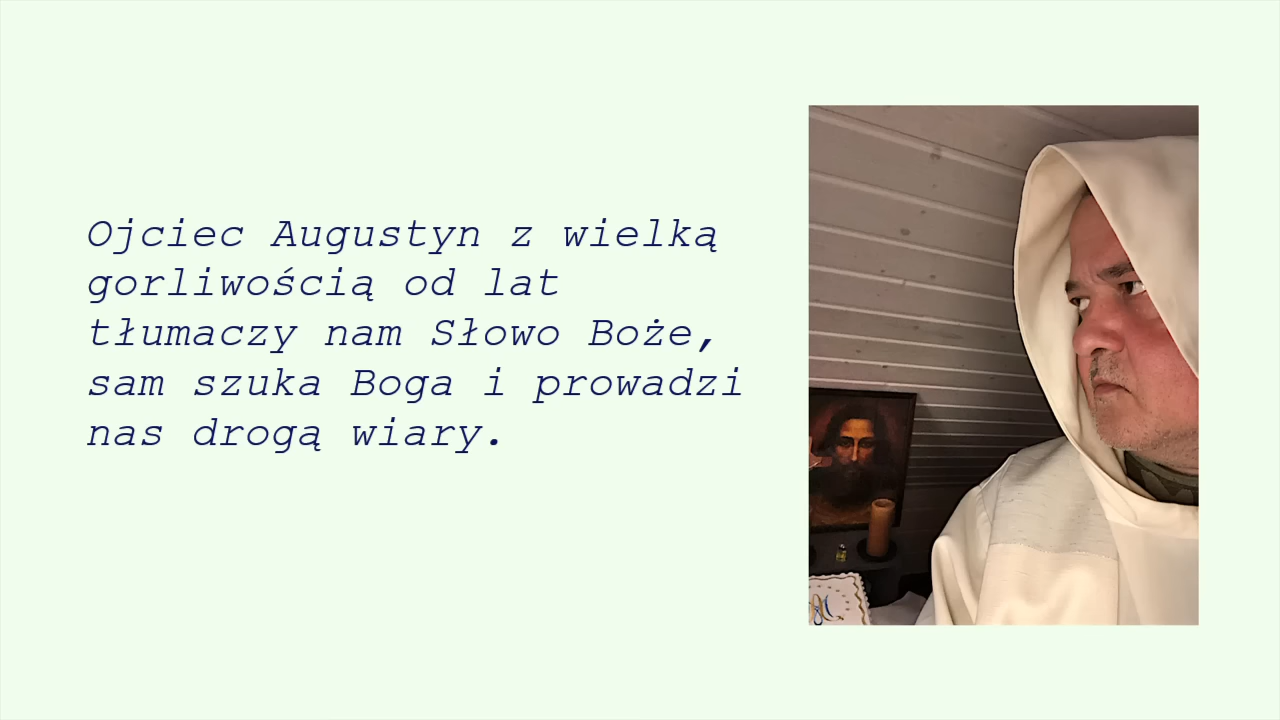 Ojciec Augustyn z wielką
gorliwością od lat
tłumaczy nam Słowo Boże,
sam szuka Boga i prowadzi
nas drogą wiary.